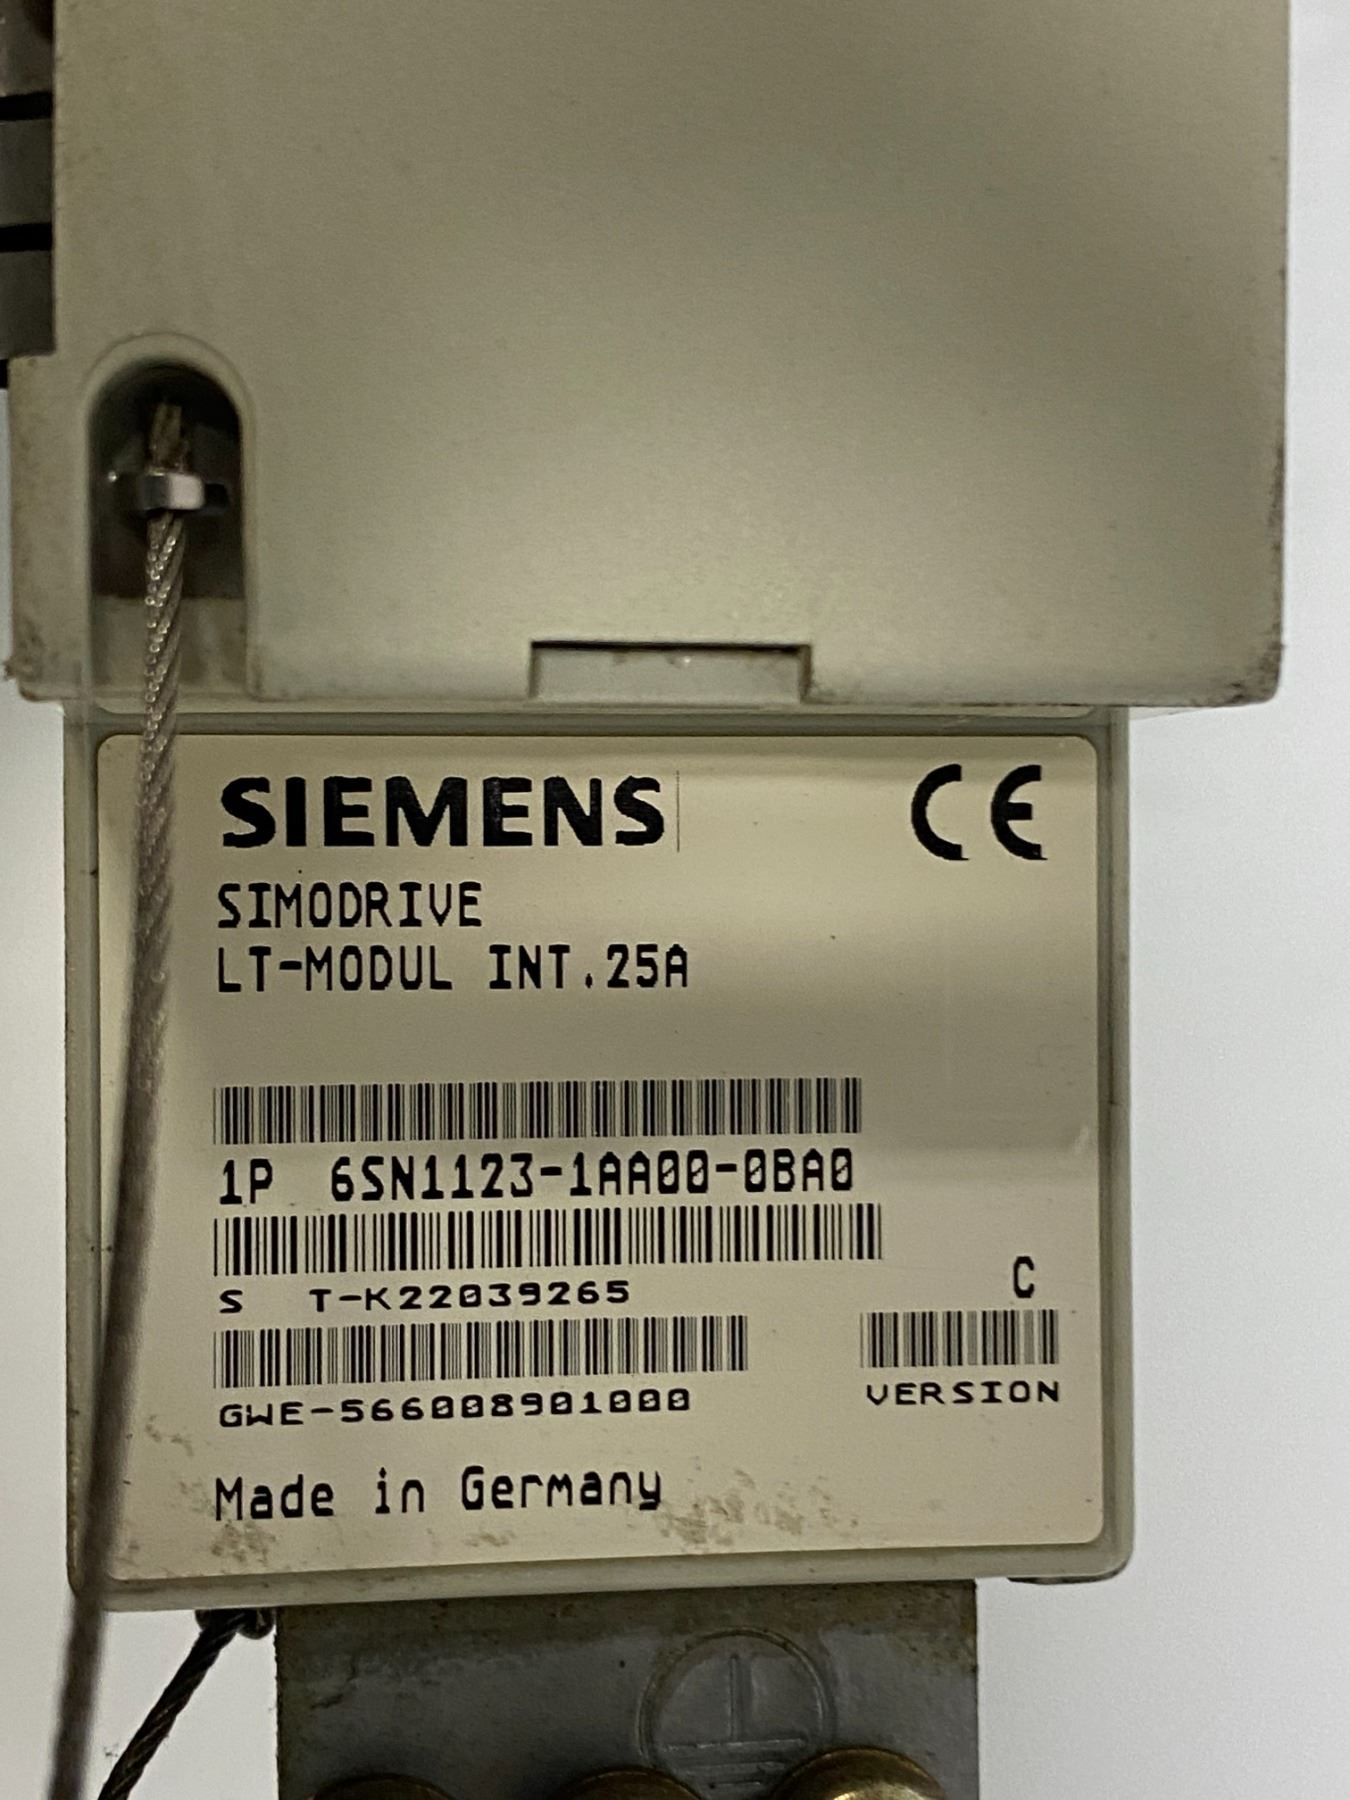 SIEMENS
CE
SIMODRIVE
LT-MODUL INT.25A
1P 6SN1123-1AA00-0BA0
S T-K22039265
C
GWE-566008901000
VERSION
Made in Germany